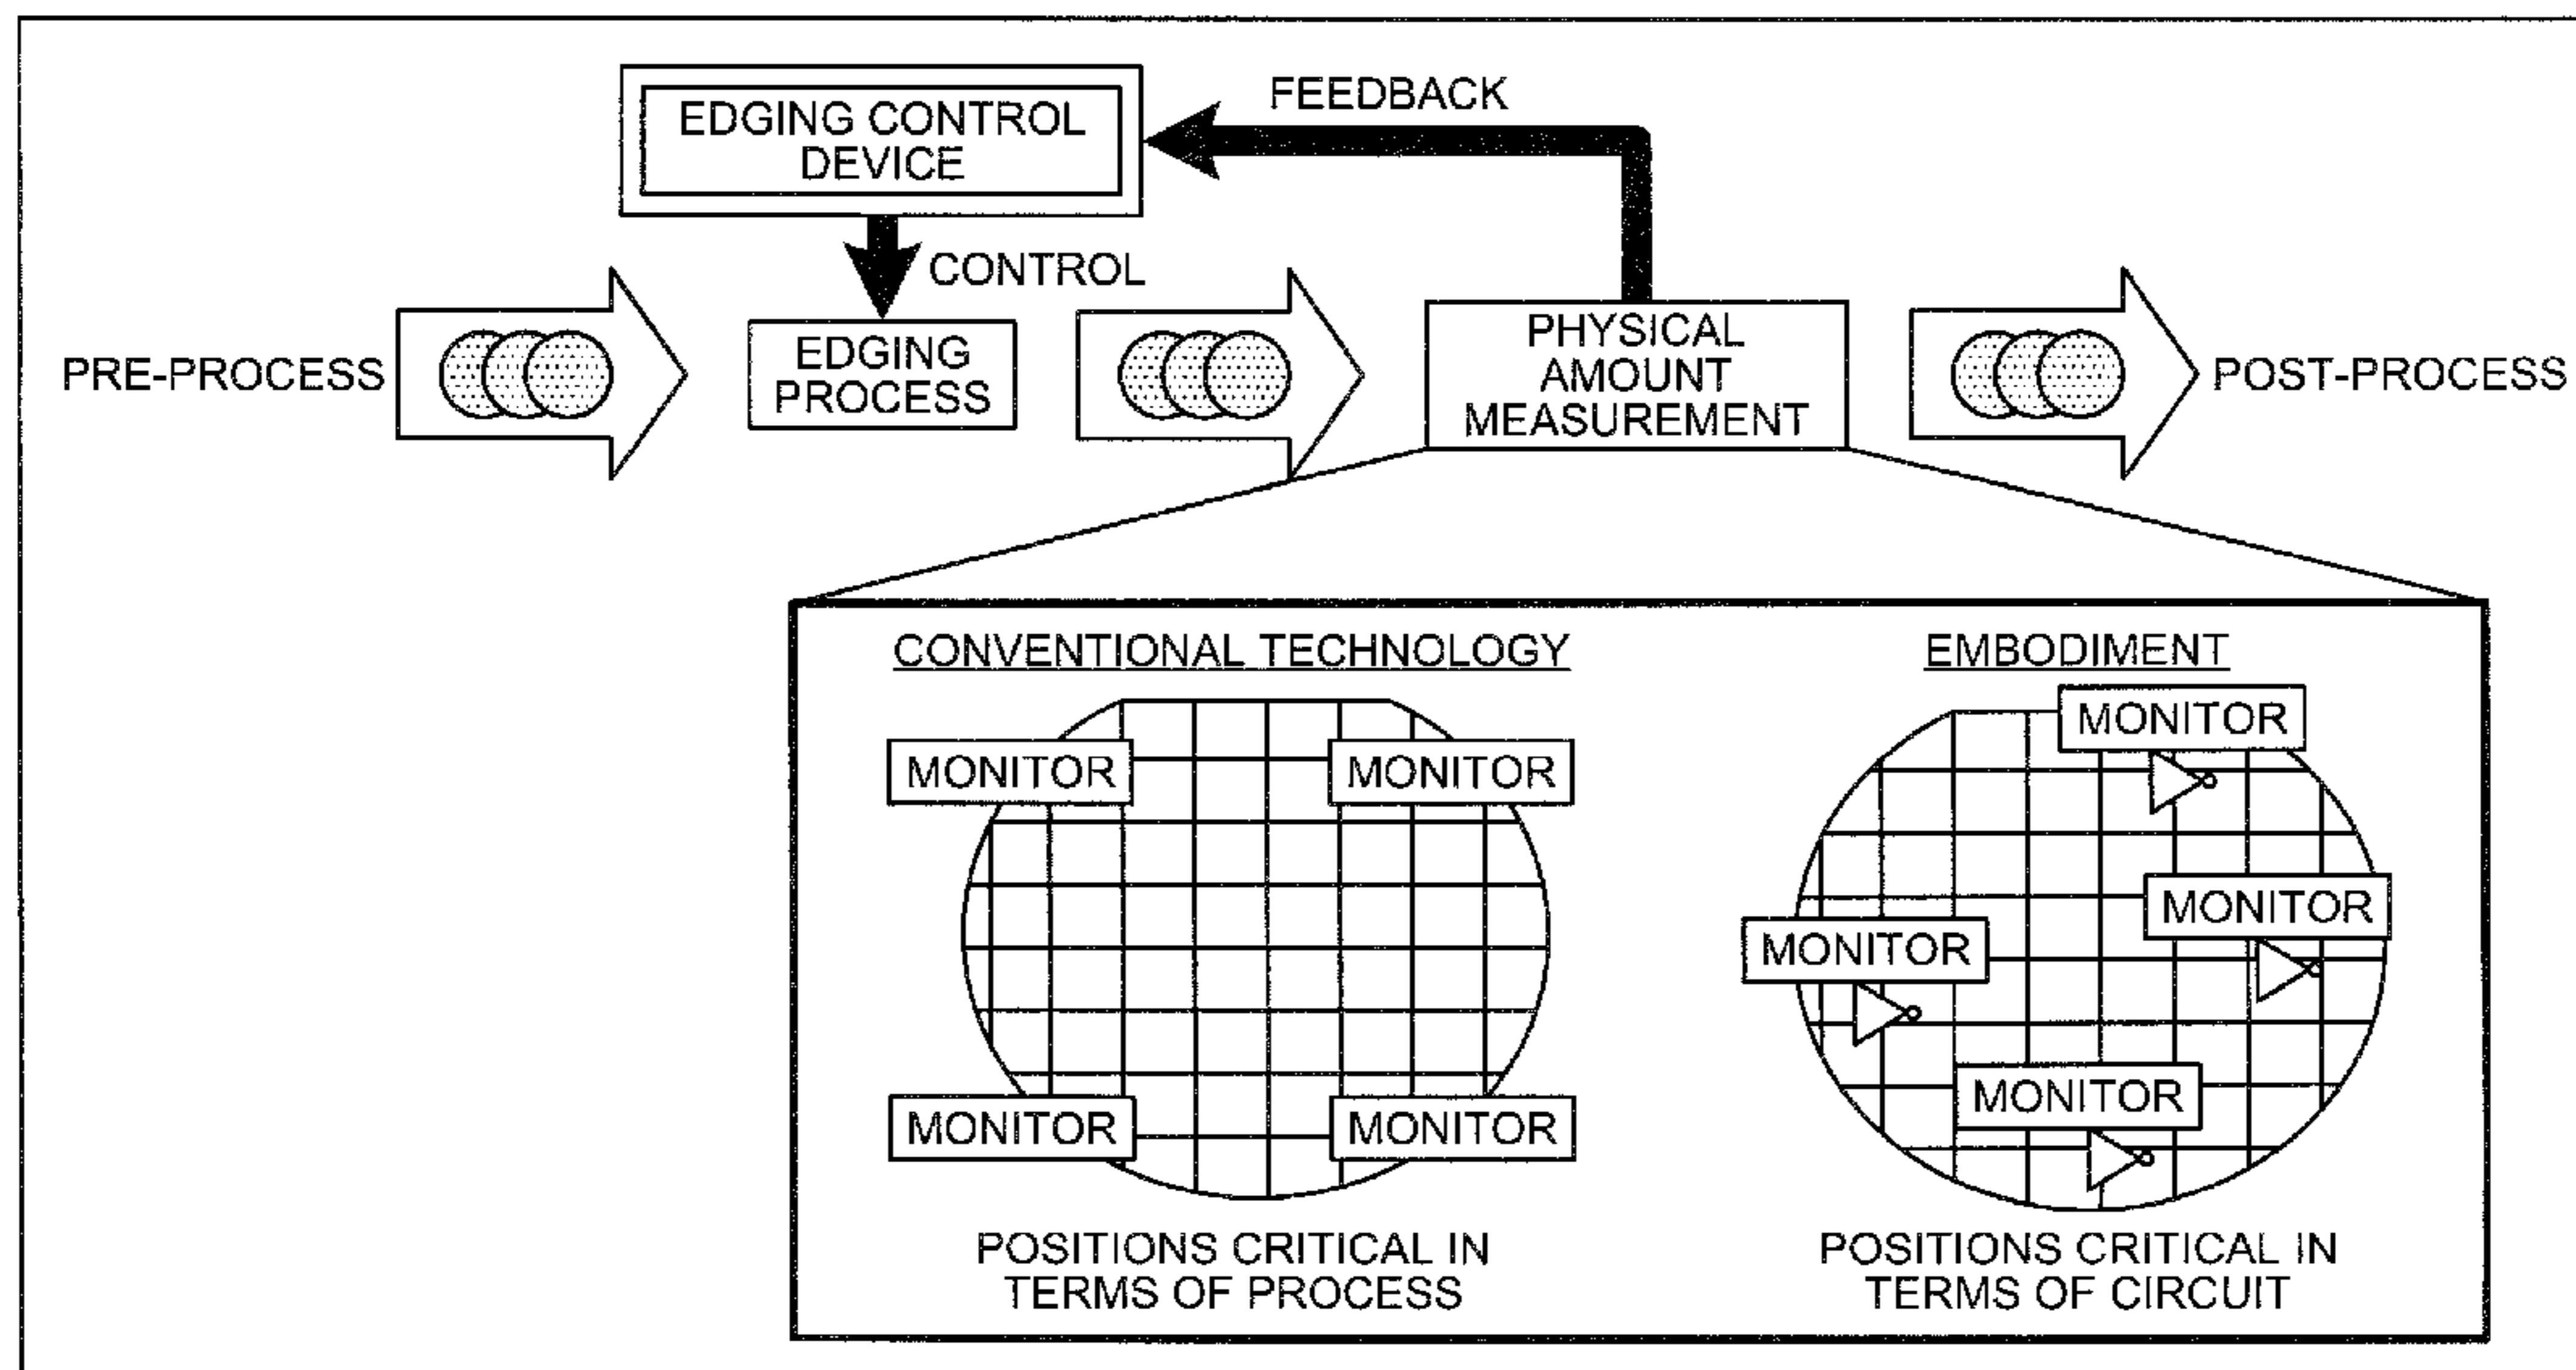 FEEDBACK
EDGING CONTROL
DEVICE
CONTROL
PRE-PROCESS
EDGING
PROCESS
PHYSICAL
AMOUNT
MEASUREMENT
POST-PROCESS
CONVENTIONAL TECHNOLOGY
MONITOR
MONITOR
MONITOR
MONITOR
POSITIONS CRITICAL IN
TERMS OF PROCESS
EMBODIMENT
MONITOR
MONITOR
MONITOR
MONITOR
POSITIONS CRITICAL IN
TERMS OF CIRCUIT